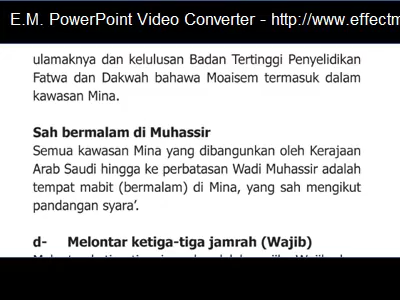 E.M. PowerPoint Video Converter - http://www.effectm
ulamaknya dan kelulusan Badan Tertinggi Penyelidikan
Fatwa dan Dakwah bahawa Moaisem termasuk dalam
kawasan Mina.
Sah bermalam di Muhassir
Semua kawasan Mina yang dibangunkan oleh Kerajaan
Arab Saudi hingga ke perbatasan Wadi Muhassir adalah
tempat mabit (bermalam) di Mina, yang sah mengikut
pandangan syara’.
d- Melontar ketiga-tiga jamrah (Wajib)